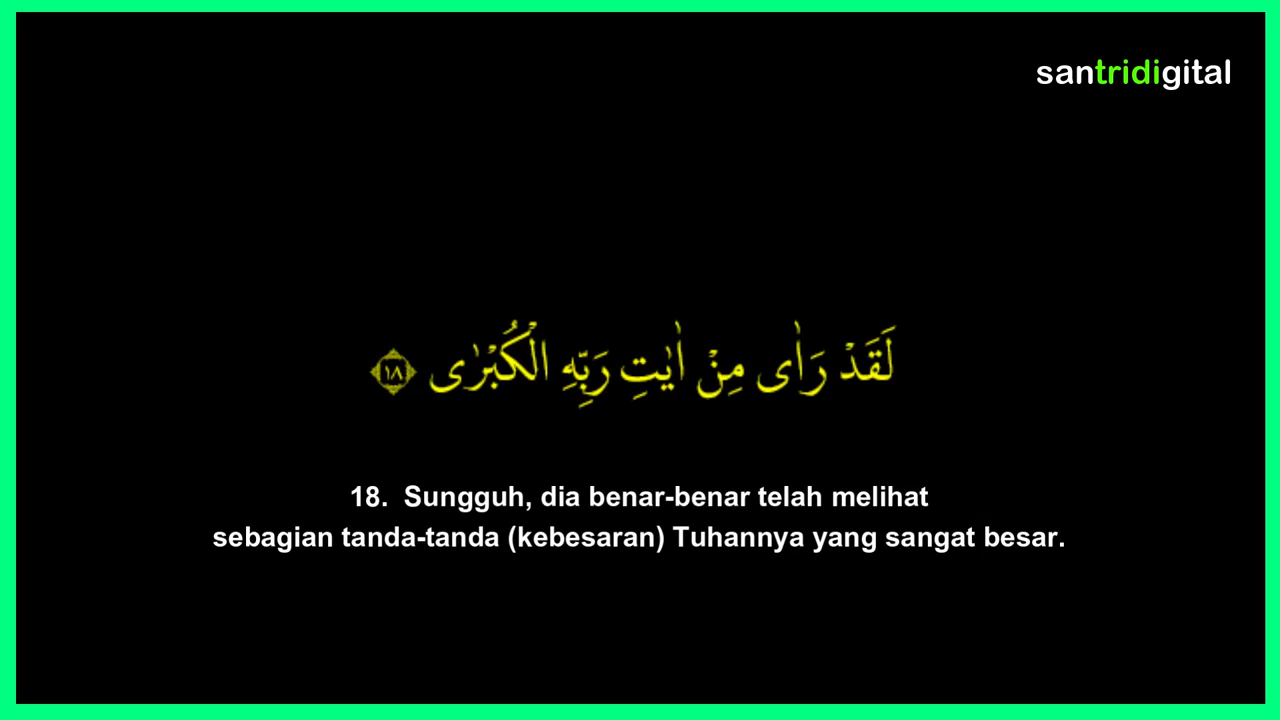 santridigital
لَقَدْ رَاٰى مِنْ اٰيٰتِ رَبِّهِ الْكُبْرٰى ١٨
18.  Sungguh, dia benar-benar telah melihat
sebagian tanda-tanda (kebesaran) Tuhannya yang sangat besar.